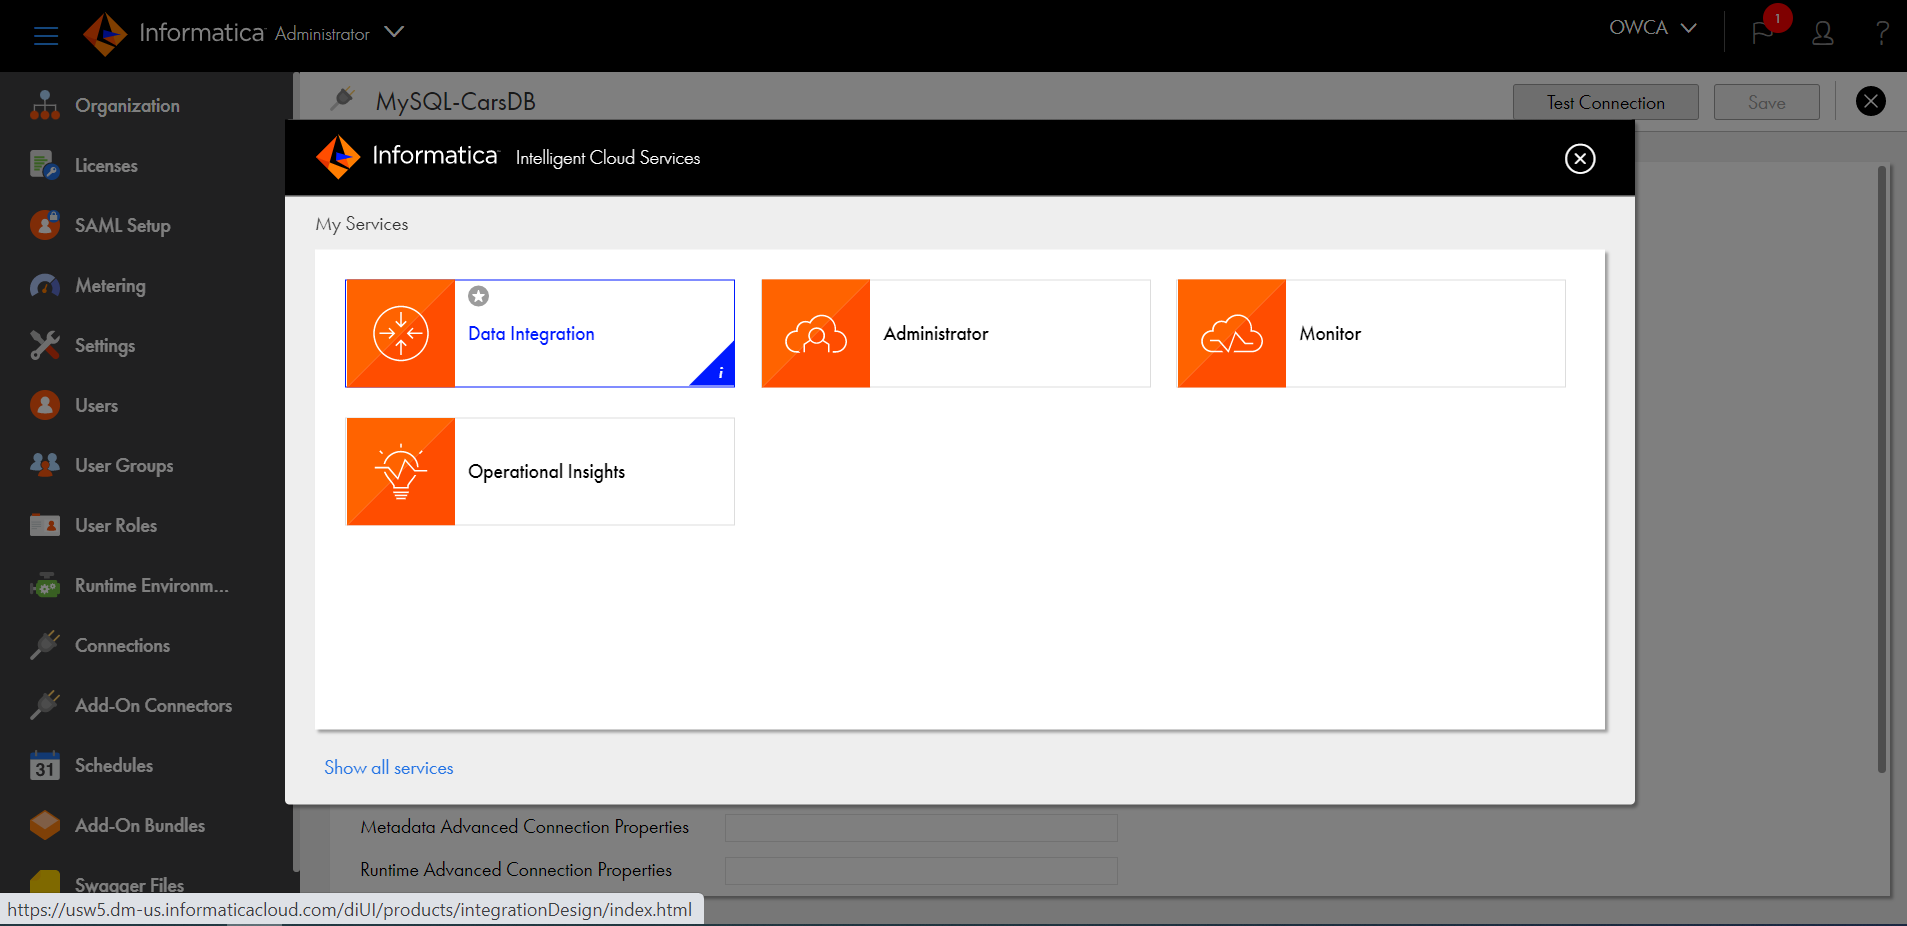 Informatica Administrator
OWCA
1
?
Organization
Licenses
SAML Setup
Metering
Settings
Users
User Groups
User Roles
Runtime Environm...
Connections
Add-On Connectors
31
Schedules
Add-On Bundles
Swagger Files
MySQL-CarsDB
Test Connection
Save
Informatica Intelligent Cloud Services
My Services
Data Integration
i
Administrator
Monitor
Operational Insights
Show all services
Metadata Advanced Connection Properties
Runtime Advanced Connection Properties
https://usw5.dm-us.informaticacloud.com/diUI/products/integrationDesign/index.html